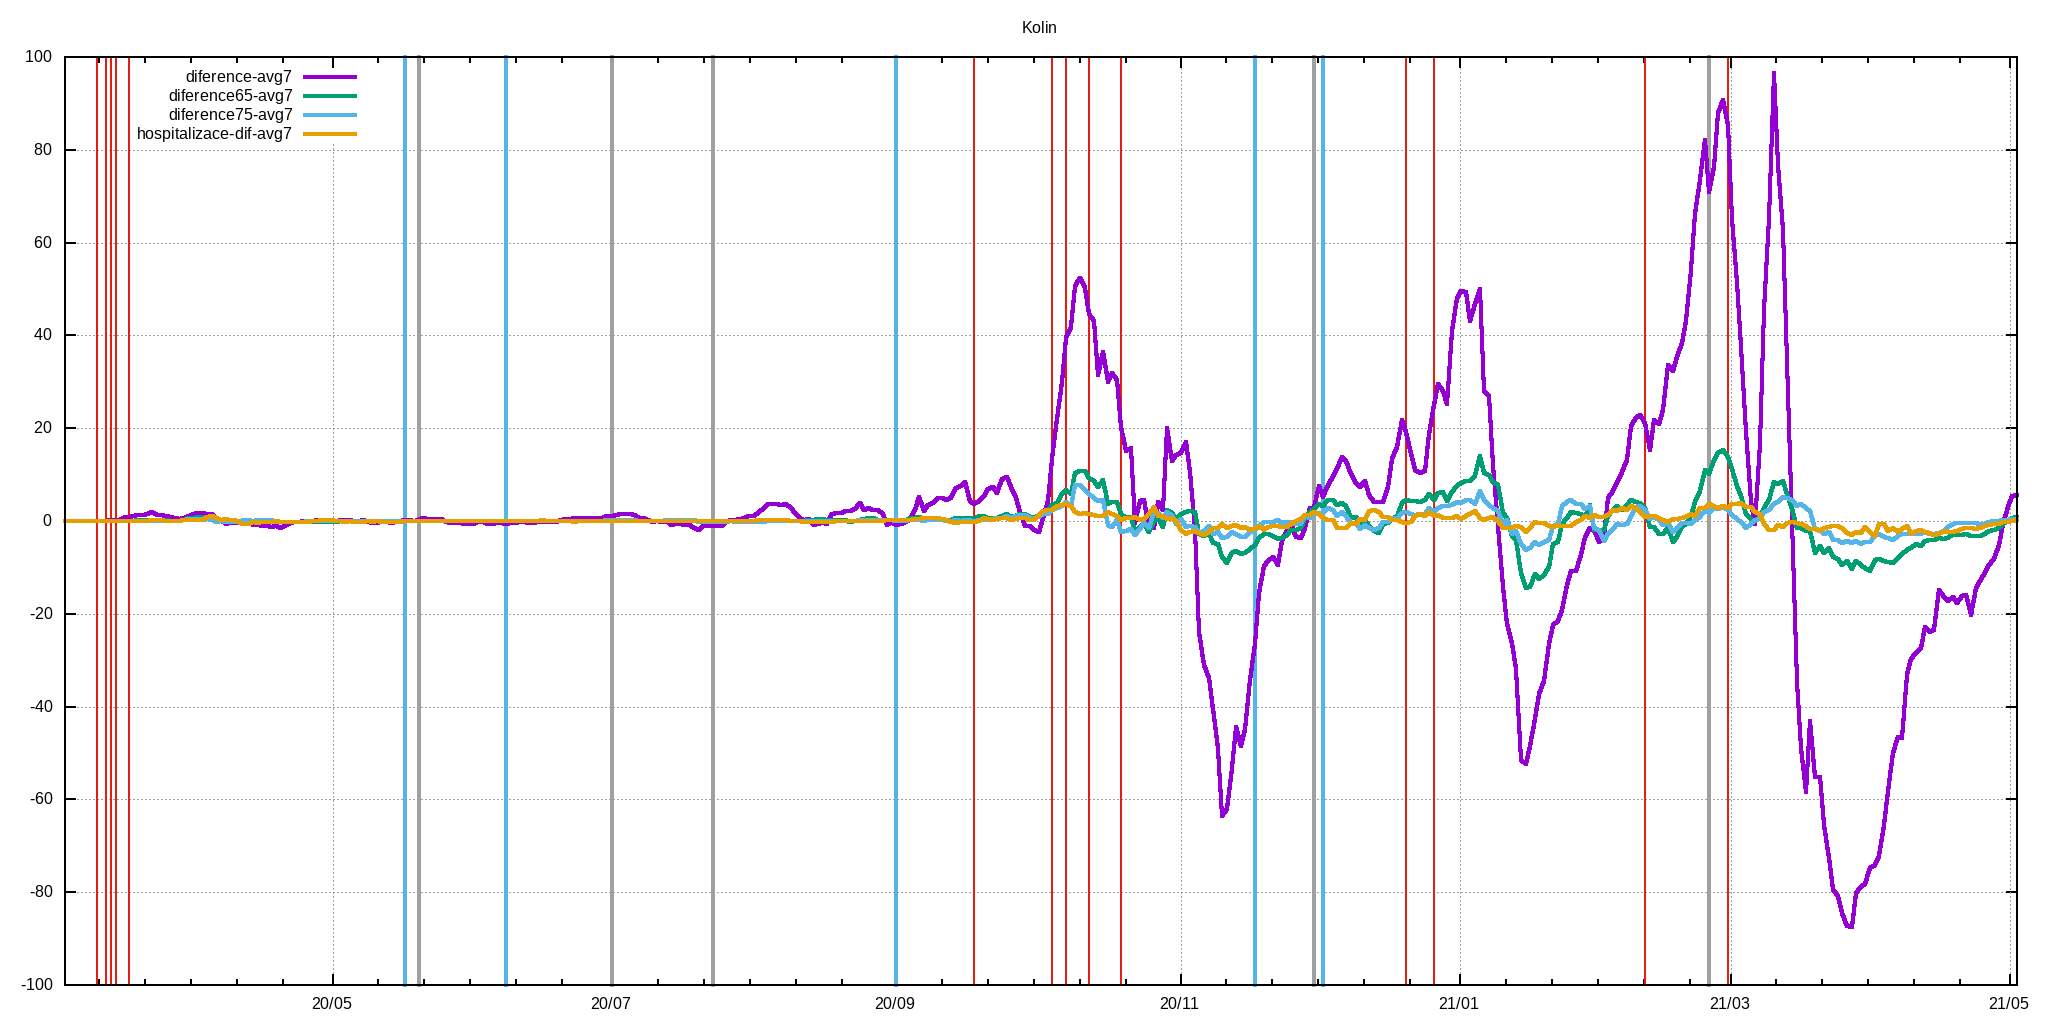 Kolin
100
diference-avg7
diference65-avg7
diference75-avg7
hospitalizace-dif-avg7
80
60
40
20
0
-20
-40
-60
-80
-100
20/05 20/07 20/09 20/11 21/01 21/03 21/05